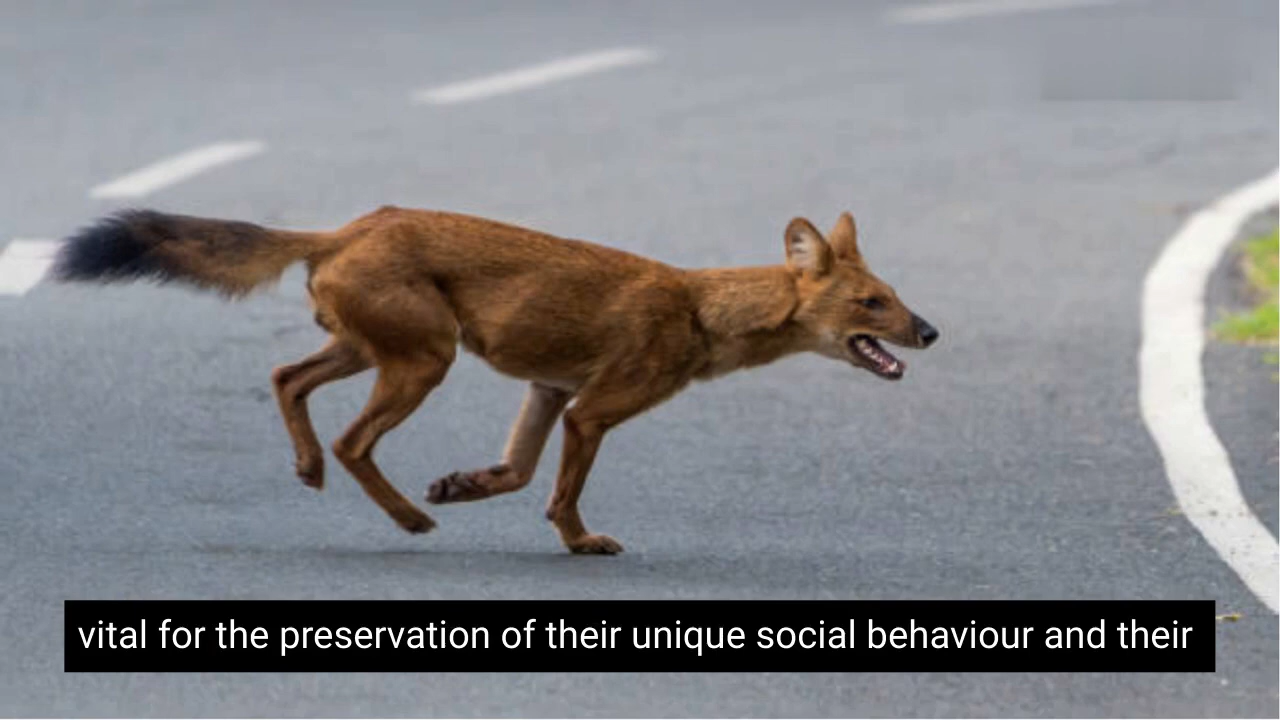 vital for the preservation of their unique social behaviour and their